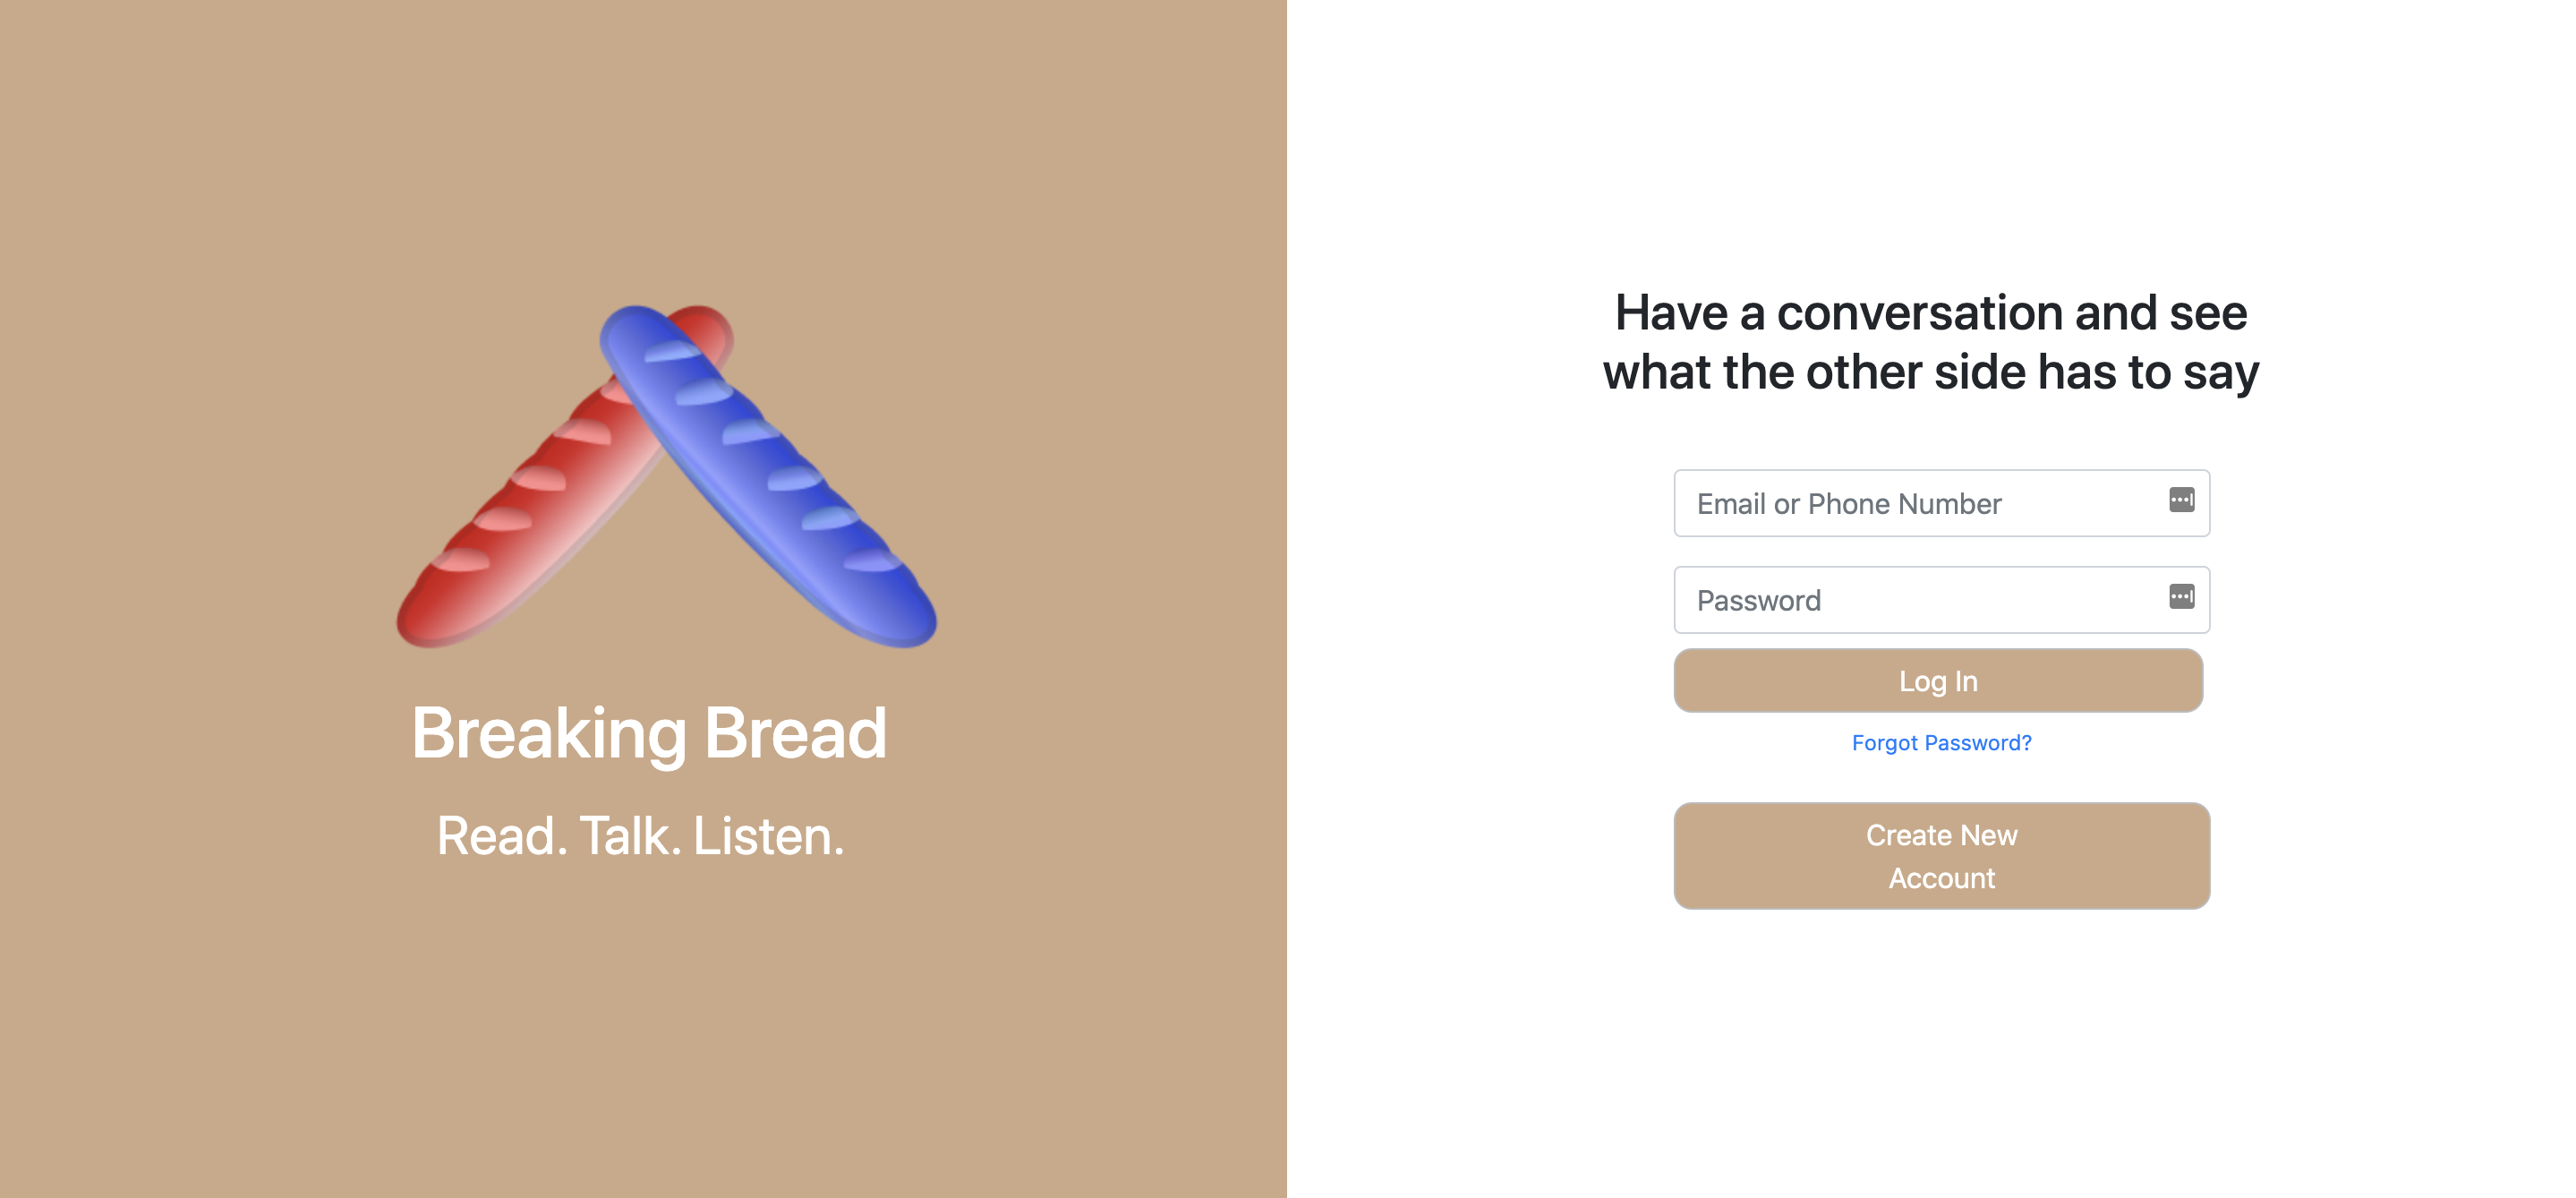 Breaking Bread
Read. Talk. Listen.
Have a conversation and see
what the other side has to say
Email or Phone Number
Password
Log In
Forgot Password?
Create New
Account